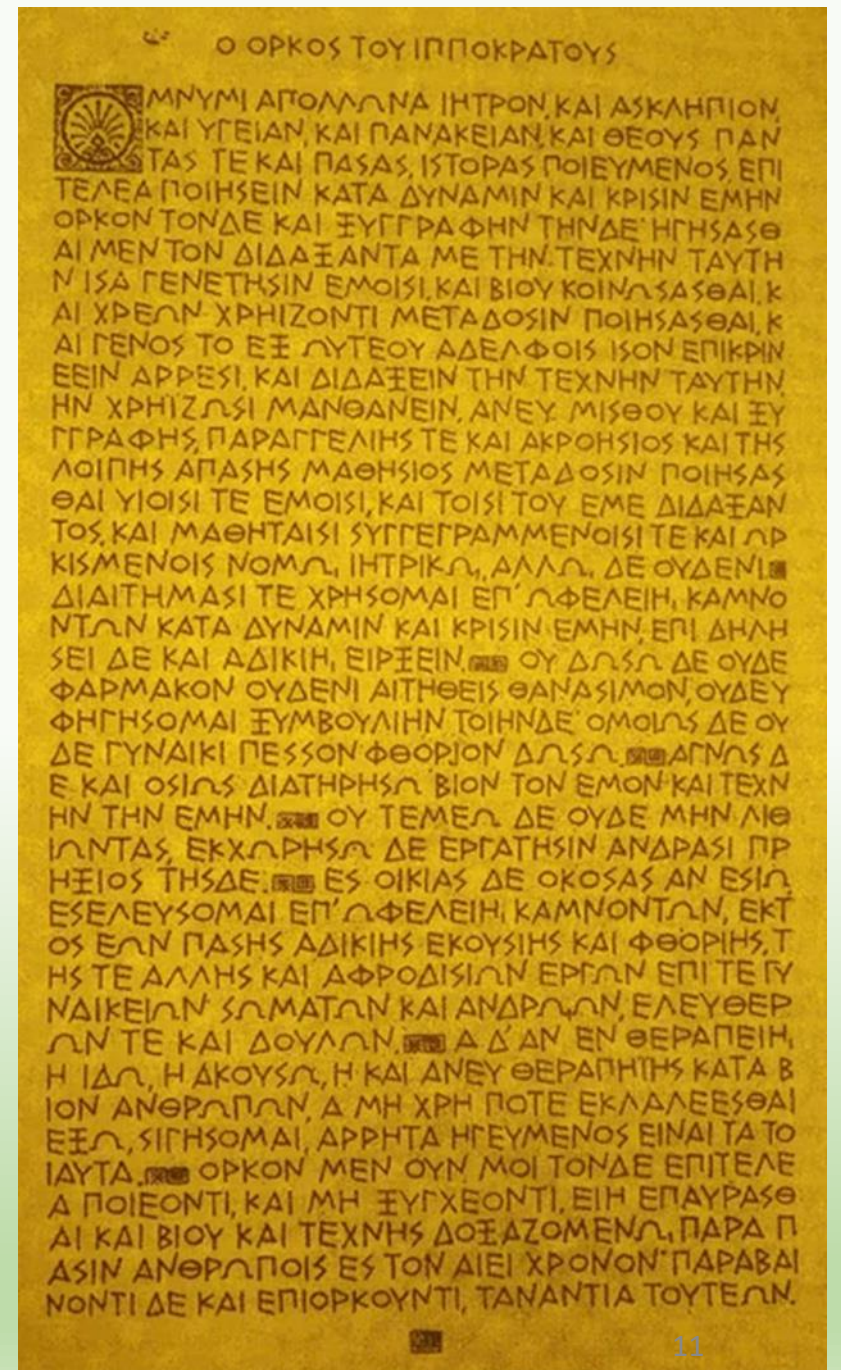 Ο ΟΡΚΟΣ ΤΟΥ ΙΠΠΟΚΡΑΤΟΥΣ
ΟΜΝΥΜΙ ΑΠΟΛΛΩΝΑ ΙΗΤΡΟΝ, ΚΑΙ ΑΣΚΛΗΠΙΟΝ,
ΚΑΙ ΥΓΕΙΑΝ, ΚΑΙ ΠΑΝΑΚΕΙΑΝ, ΚΑΙ ΘΕΟΥΣ ΠΑΝ
ΤΑΣ ΤΕ ΚΑΙ ΠΑΣΑΣ, ΙΣΤΟΡΑΣ ΠΟΙΕΥΜΕΝΟΣ, ΕΠΙ
ΤΕΛΕΑ ΠΟΙΗΣΕΙΝ ΚΑΤΑ ΔΥΝΑΜΙΝ ΚΑΙ ΚΡΙΣΙΝ ΕΜΗΝ
ΟΡΚΟΝ ΤΟΝΔΕ ΚΑΙ ΞΥΓΓΡΑΦΗΝ ΤΗΝΔΕ· ΗΓΗΣΑΣΘ
ΑΙ ΜΕΝ ΤΟΝ ΔΙΔΑΞΑΝΤΑ ΜΕ ΤΗΝ ΤΕΧΝΗΝ ΤΑΥΤΗ
Ν ΙΣΑ ΓΕΝΕΤΗΣΙΝ ΕΜΟΙΣΙ, ΚΑΙ ΒΙΟΥ ΚΟΙΝΩΣΑΣΘΑΙ, Κ
ΑΙ ΧΡΕΩΝ ΧΡΗΙΖΟΝΤΙ ΜΕΤΑΔΟΣΙΝ ΠΟΙΗΣΑΣΘΑΙ, Κ
ΑΙ ΓΕΝΟΣ ΤΟ ΕΞ ΩΥΤΕΟΥ ΑΔΕΛΦΟΙΣ ΙΣΟΝ ΕΠΙΚΡΙΝ
ΕΕΙΝ ΑΡΡΕΣΙ, ΚΑΙ ΔΙΔΑΞΕΙΝ ΤΗΝ ΤΕΧΝΗΝ ΤΑΥΤΗΝ,
ΗΝ ΧΡΗΙΖΩΣΙ ΜΑΝΘΑΝΕΙΝ, ΑΝΕΥ ΜΙΣΘΟΥ ΚΑΙ ΞΥ
ΓΓΡΑΦΗΣ, ΠΑΡΑΓΓΕΛΙΗΣ ΤΕ ΚΑΙ ΑΚΡΟΗΣΙΟΣ ΚΑΙ ΤΗΣ
ΛΟΙΠΗΣ ΑΠΑΣΗΣ ΜΑΘΗΣΙΟΣ ΜΕΤΑΔΟΣΙΝ ΠΟΙΗΣΑΣ
ΘΑΙ ΥΙΟΙΣΙ ΤΕ ΕΜΟΙΣΙ, ΚΑΙ ΤΟΙΣΙ ΤΟΥ ΕΜΕ ΔΙΔΑΞΑΝ
ΤΟΣ, ΚΑΙ ΜΑΘΗΤΑΙΣΙ ΣΥΓΓΕΓΡΑΜΜΕΝΟΙΣΙ ΤΕ ΚΑΙ ΩΡ
ΚΙΣΜΕΝΟΙΣ ΝΟΜΩι ΙΗΤΡΙΚΩι, ΑΛΛΩι ΔΕ ΟΥΔΕΝΙ.
ΔΙΑΙΤΗΜΑΣΙ ΤΕ ΧΡΗΣΟΜΑΙ ΕΠ' ΩΦΕΛΕΙΗι ΚΑΜΝΟ
ΝΤΩΝ ΚΑΤΑ ΔΥΝΑΜΙΝ ΚΑΙ ΚΡΙΣΙΝ ΕΜΗΝ, ΕΠΙ ΔΗΛΗ
ΣΕΙ ΔΕ ΚΑΙ ΑΔΙΚΙΗι ΕΙΡΞΕΙΝ. ΟΥ ΔΩΣΩ ΔΕ ΟΥΔΕ
ΦΑΡΜΑΚΟΝ ΟΥΔΕΝΙ ΑΙΤΗΘΕΙΣ ΘΑΝΑΣΙΜΟΝ, ΟΥΔΕ Υ
ΦΗΓΗΣΟΜΑΙ ΞΥΜΒΟΥΛΙΗΝ ΤΟΙΗΝΔΕ· ΟΜΟΙΩΣ ΔΕ ΟΥ
ΔΕ ΓΥΝΑΙΚΙ ΠΕΣΣΟΝ ΦΘΟΡΙΟΝ ΔΩΣΩ. ΑΓΝΩΣ Δ
Ε ΚΑΙ ΟΣΙΩΣ ΔΙΑΤΗΡΗΣΩ ΒΙΟΝ ΤΟΝ ΕΜΟΝ ΚΑΙ ΤΕΧΝ
ΗΝ ΤΗΝ ΕΜΗΝ. ΟΥ ΤΕΜΕΩ ΔΕ ΟΥΔΕ ΜΗΝ ΛΙΘ
ΙΩΝΤΑΣ, ΕΚΧΩΡΗΣΩ ΔΕ ΕΡΓΑΤΗΣΙΝ ΑΝΔΡΑΣΙ ΠΡ
ΗΞΙΟΣ ΤΗΣΔΕ. ΕΣ ΟΙΚΙΑΣ ΔΕ ΟΚΟΣΑΣ ΑΝ ΕΣΙΩ,
ΕΣΕΛΕΥΣΟΜΑΙ ΕΠ' ΩΦΕΛΕΙΗι ΚΑΜΝΟΝΤΩΝ, ΕΚΤ
ΟΣ ΕΩΝ ΠΑΣΗΣ ΑΔΙΚΙΗΣ ΕΚΟΥΣΙΗΣ ΚΑΙ ΦΘΟΡΙΗΣ, Τ
ΗΣ ΤΕ ΑΛΛΗΣ ΚΑΙ ΑΦΡΟΔΙΣΙΩΝ ΕΡΓΩΝ ΕΠΙ ΤΕ ΓΥ
ΝΑΙΚΕΙΩΝ ΣΩΜΑΤΩΝ ΚΑΙ ΑΝΔΡΩιΩΝ, ΕΛΕΥΘΕΡ
ΩΝ ΤΕ ΚΑΙ ΔΟΥΛΩΝ. Α Δ' ΑΝ ΕΝ ΘΕΡΑΠΕΙΗι
Η ΙΔΩ, Η ΑΚΟΥΣΩ, Η ΚΑΙ ΑΝΕΥ ΘΕΡΑΠΗΙΗΣ ΚΑΤΑ Β
ΙΟΝ ΑΝΘΡΩΠΩΝ, Α ΜΗ ΧΡΗ ΠΟΤΕ ΕΚΛΑΛΕΕΣΘΑΙ
ΕΞΩ, ΣΙΓΗΣΟΜΑΙ, ΑΡΡΗΤΑ ΗΓΕΥΜΕΝΟΣ ΕΙΝΑΙ ΤΑ ΤΟ
ΙΑΥΤΑ. ΟΡΚΟΝ ΜΕΝ ΟΥΝ ΜΟΙ ΤΟΝΔΕ ΕΠΙΤΕΛΕ
Α ΠΟΙΕΟΝΤΙ, ΚΑΙ ΜΗ ΞΥΓΧΕΟΝΤΙ, ΕΙΗ ΕΠΑΥΡΑΣΘ
ΑΙ ΚΑΙ ΒΙΟΥ ΚΑΙ ΤΕΧΝΗΣ ΔΟΞΑΖΟΜΕΝΩι ΠΑΡΑ Π
ΑΣΙΝ ΑΝΘΡΩΠΟΙΣ ΕΣ ΤΟΝ ΑΙΕΙ ΧΡΟΝΟΝ· ΠΑΡΑΒΑΙ
ΝΟΝΤΙ ΔΕ ΚΑΙ ΕΠΙΟΡΚΟΥΝΤΙ, ΤΑΝΑΝΤΙΑ ΤΟΥΤΕΩΝ.
11